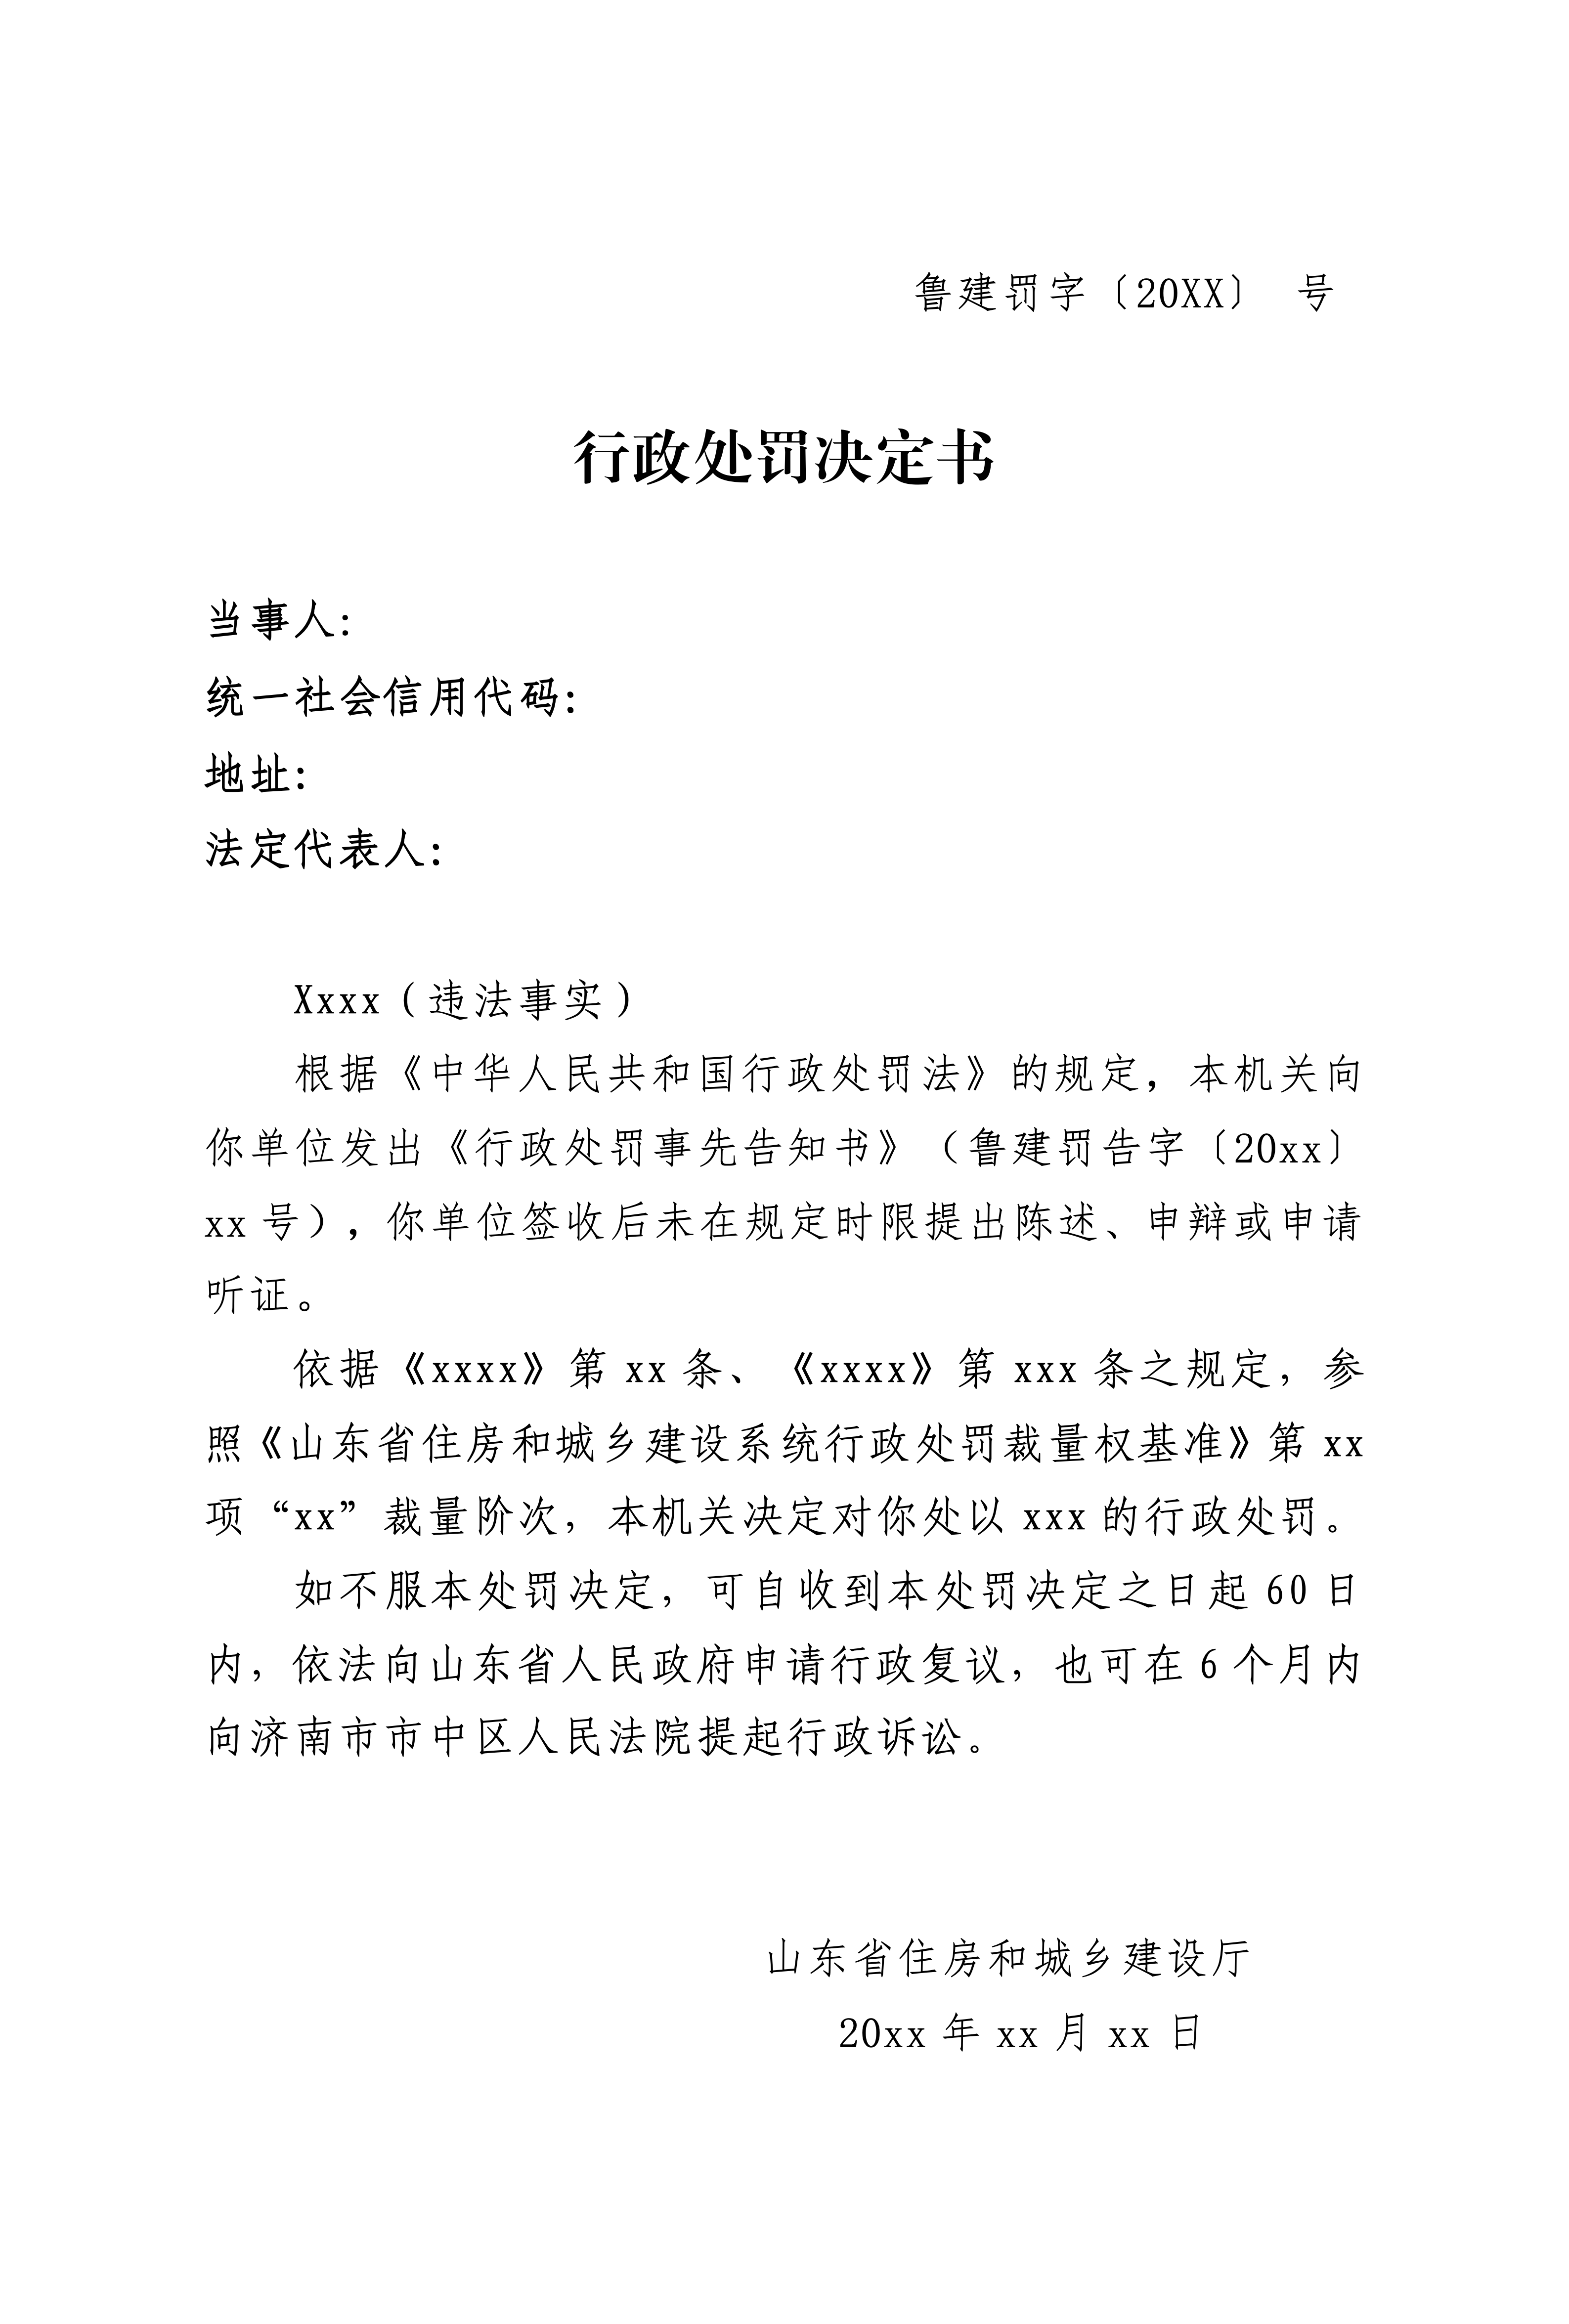 鲁建罚字〔20XX〕 号
行政处罚决定书
当事人:
统一社会信用代码:
地址:
法定代表人:
Xxxx（违法事实）
根据《中华人民共和国行政处罚法》的规定，本机关向
你单位发出《行政处罚事先告知书》（鲁建罚告字〔20xx〕
xx 号），你单位签收后未在规定时限提出陈述、申辩或申请
听证。
依据《xxxx》第 xx 条、《xxxx》第 xxx 条之规定，参
照《山东省住房和城乡建设系统行政处罚裁量权基准》第 xx
项“xx”裁量阶次，本机关决定对你处以 xxx 的行政处罚。
如不服本处罚决定，可自收到本处罚决定之日起 60 日
内，依法向山东省人民政府申请行政复议，也可在 6 个月内
向济南市市中区人民法院提起行政诉讼。
山东省住房和城乡建设厅
20xx 年 xx 月 xx 日